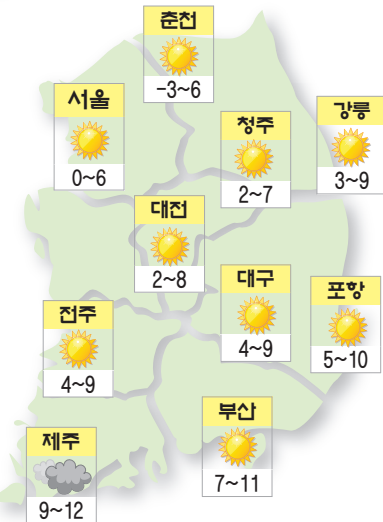 춘천
-3~6
서울
0~6
청주
2~7
강릉
3~9
대전
2~8
대구
4~9
포항
5~10
전주
4~9
부산
7~11
제주
9~12